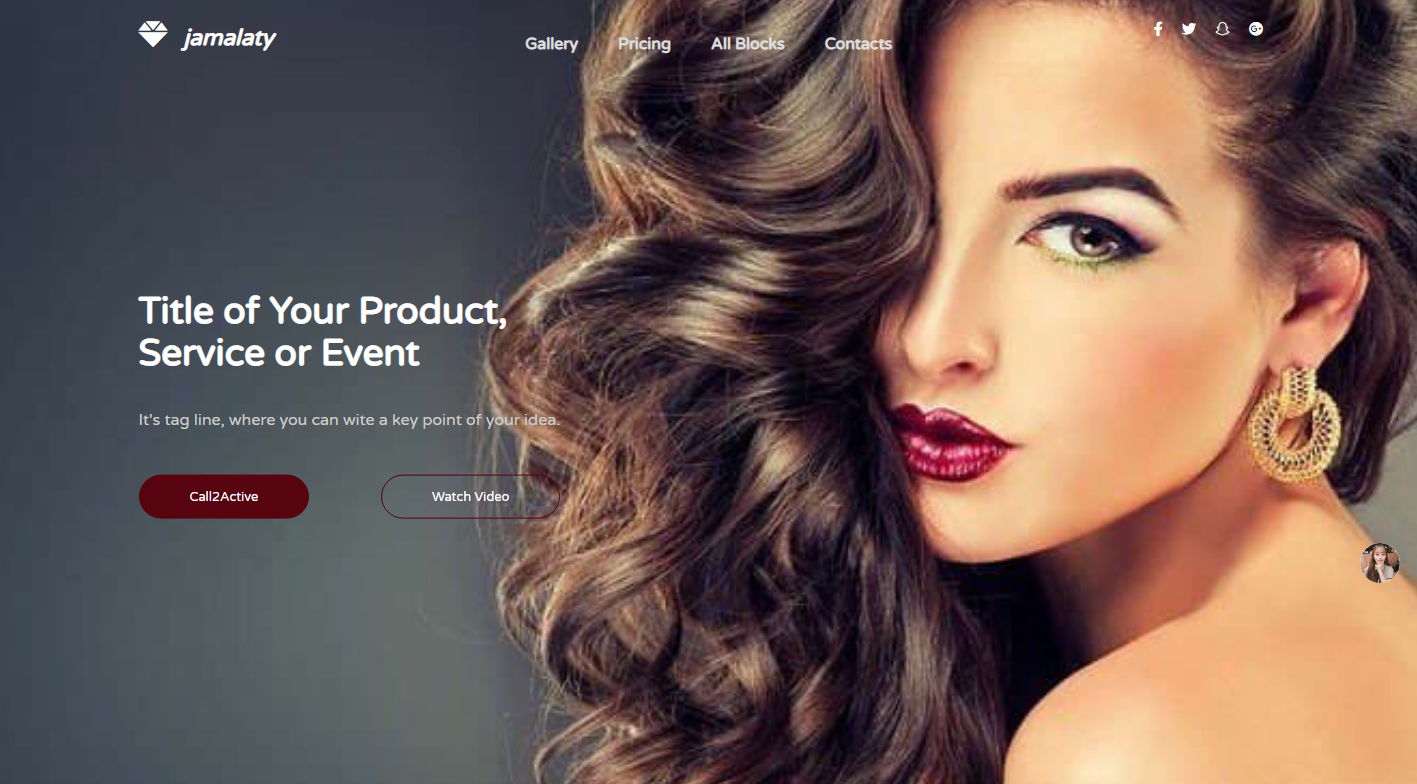 jamalaty
Gallery Pricing All Blocks Contacts
Title of Your Product,
Service or Event
It's tag line, where you can wite a key point of your idea.
Call2Active
Watch Video